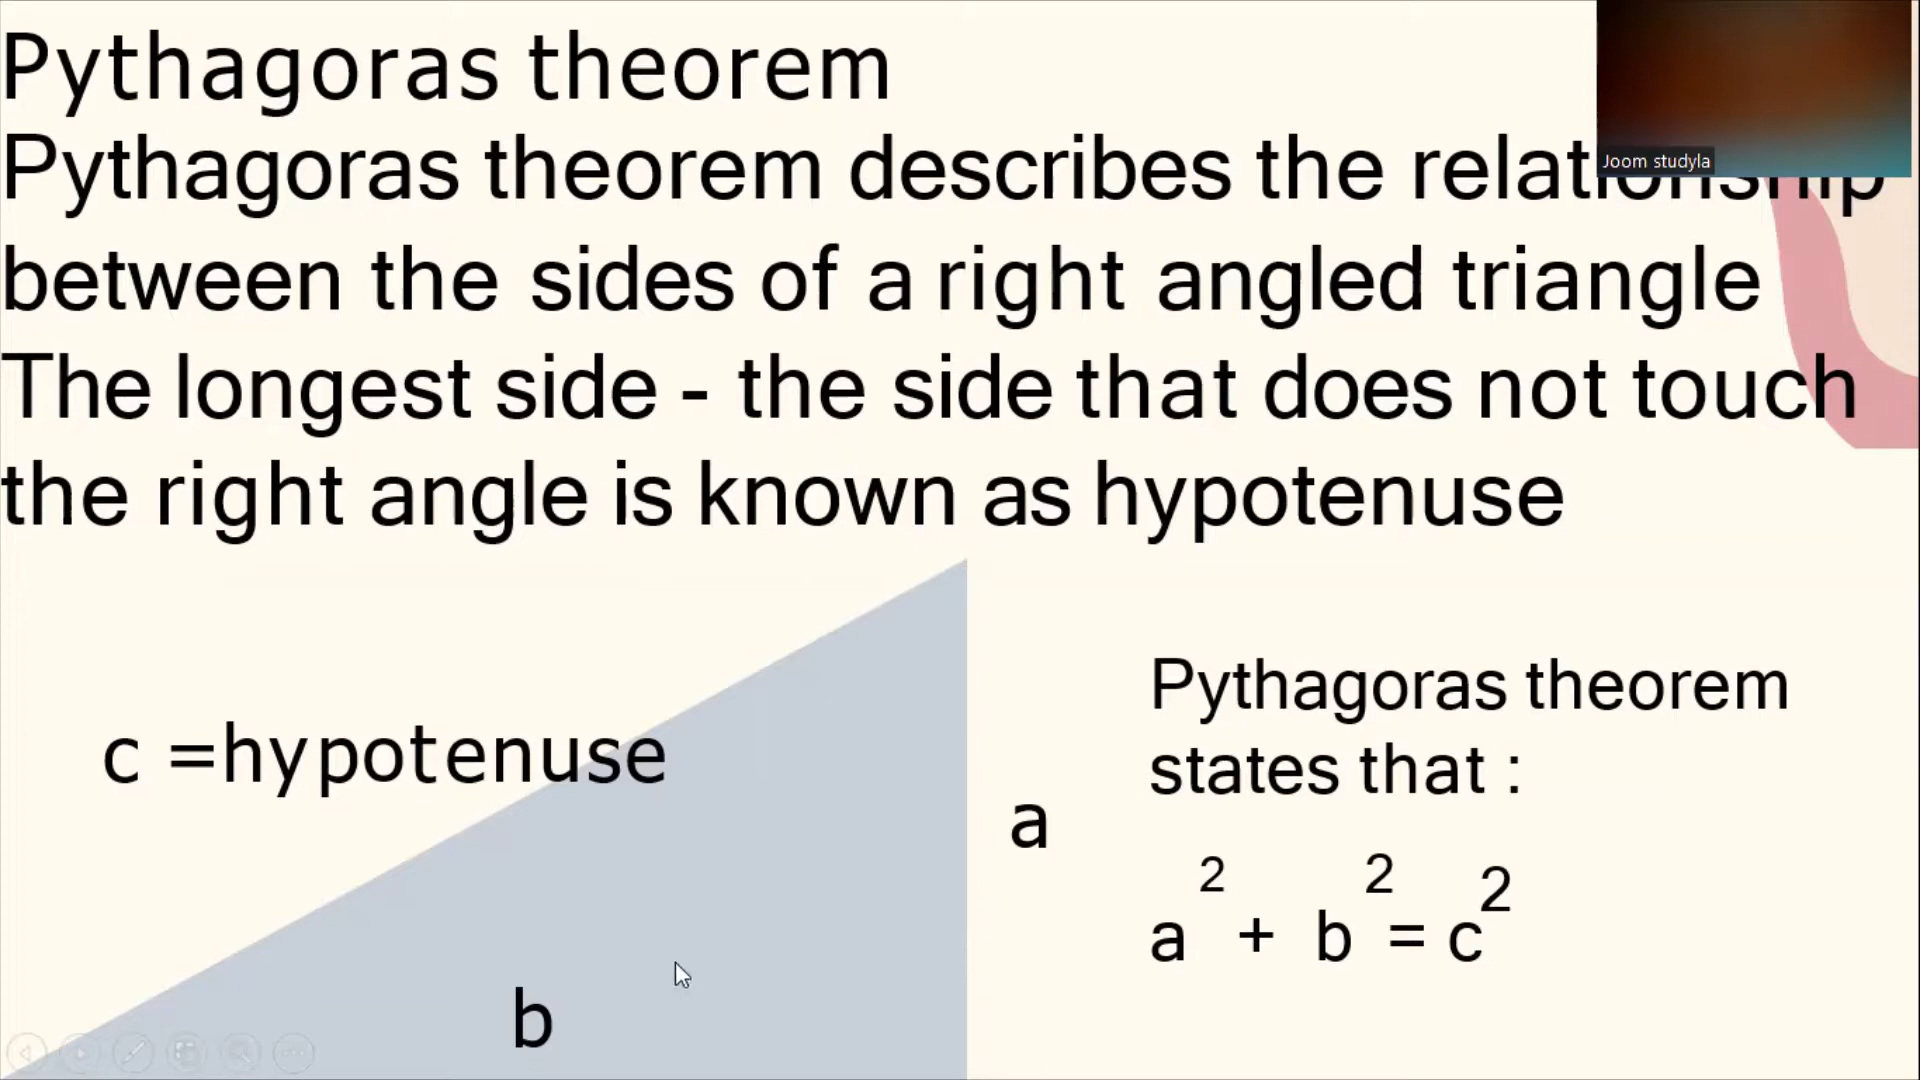 Pythagoras theorem
Joom studyla
Pythagoras theorem describes the relationship
between the sides of a right angled triangle
The longest side - the side that does not touch
the right angle is known as hypotenuse
c =hypotenuse
a
b
Pythagoras theorem
states that :
a² + b² = c²